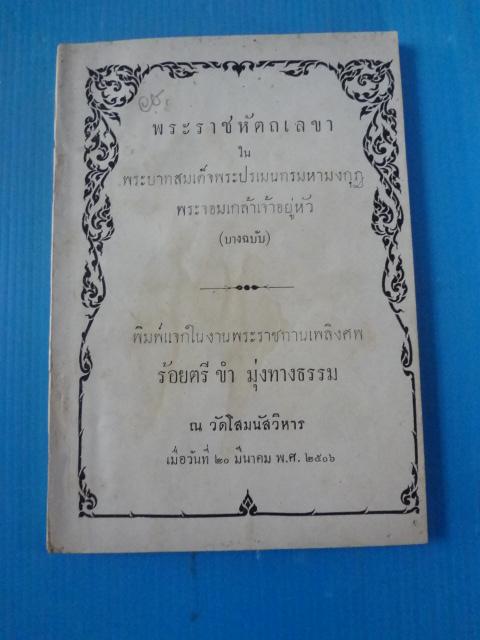 พระราชหัตถเลขา
ใน
พระบาทสมเด็จพระปรเมนทรมหามงกุฎ
พระจอมเกล้าเจ้าอยู่หัว
(บางฉบับ)
พิมพ์แจกในงานพระราชทานเพลิงศพ
ร้อยตรี ขำ มุ่งทางธรรม
ณ วัดโสมนัสวิหาร
เมื่อวันที่ ๒๐ มีนาคม พ.ศ. ๒๕๐๖